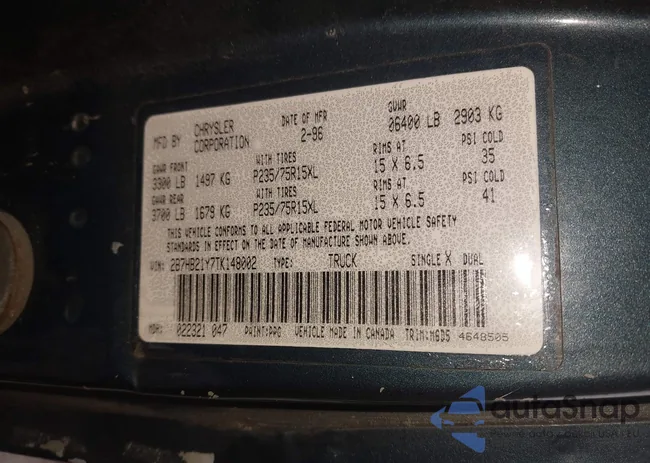 MFD BY CHRYSLER CORPORATION DATE OF MFR 2-96 GVWR 06400 LB 2903 KG
GAWR FRONT WITH TIRES RIMS AT PSI COLD
3300 LB 1497 KG P235/75R15XL 15 X 6.5 35
GAWR REAR WITH TIRES RIMS AT PSI COLD
3700 LB 1679 KG P235/75R15XL 15 X 6.5 41
THIS VEHICLE CONFORMS TO ALL APPLICABLE FEDERAL MOTOR VEHICLE SAFETY
STANDARDS IN EFFECT ON THE DATE OF MANUFACTURE SHOWN ABOVE.
VIN: 2B7HB21Y7TK148002 TYPE: TRUCK SINGLE X DUAL
MDH: 022321 047 PAINT:PPG VEHICLE MADE IN CANADA TRIM:M6D5 4648505
autoSnap